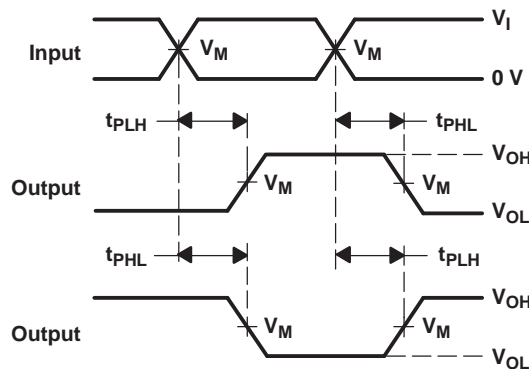 V_I
Input V_M V_M
0 V
t_PLH t_PHL
V_OH
Output V_M V_M
V_OL
t_PHL t_PLH
V_OH
Output V_M V_M
V_OL